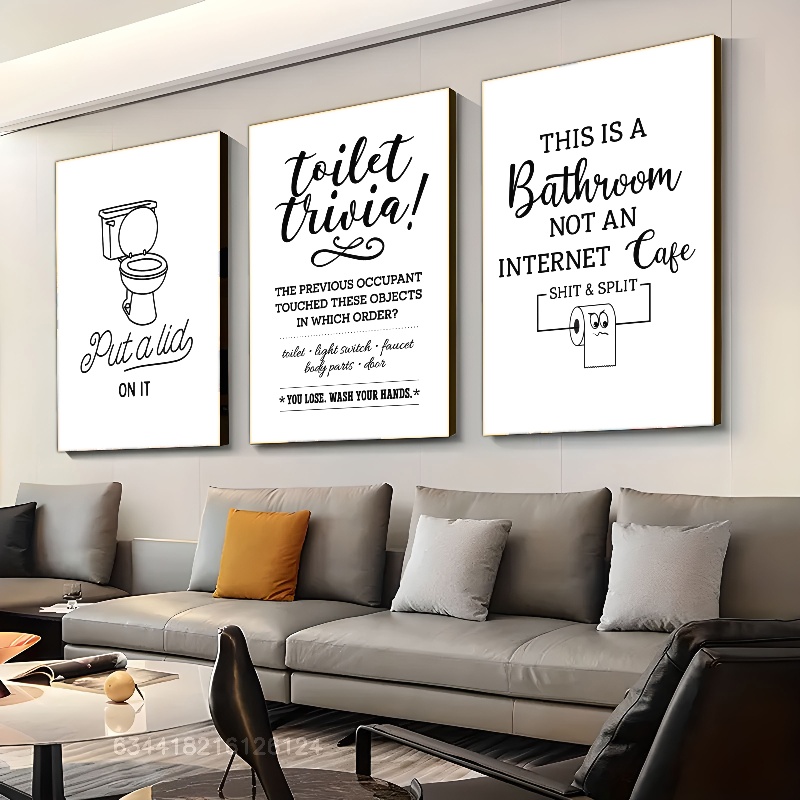 Put a lid
ON IT
toilet
trivia!
THE PREVIOUS OCCUPANT
TOUCHED THESE OBJECTS
IN WHICH ORDER?
toilet • light switch • faucet
body parts • door
*YOU LOSE. WASH YOUR HANDS.*
THIS IS A
Bathroom
NOT AN
INTERNET Cafe
SHIT & SPLIT
634418216126124